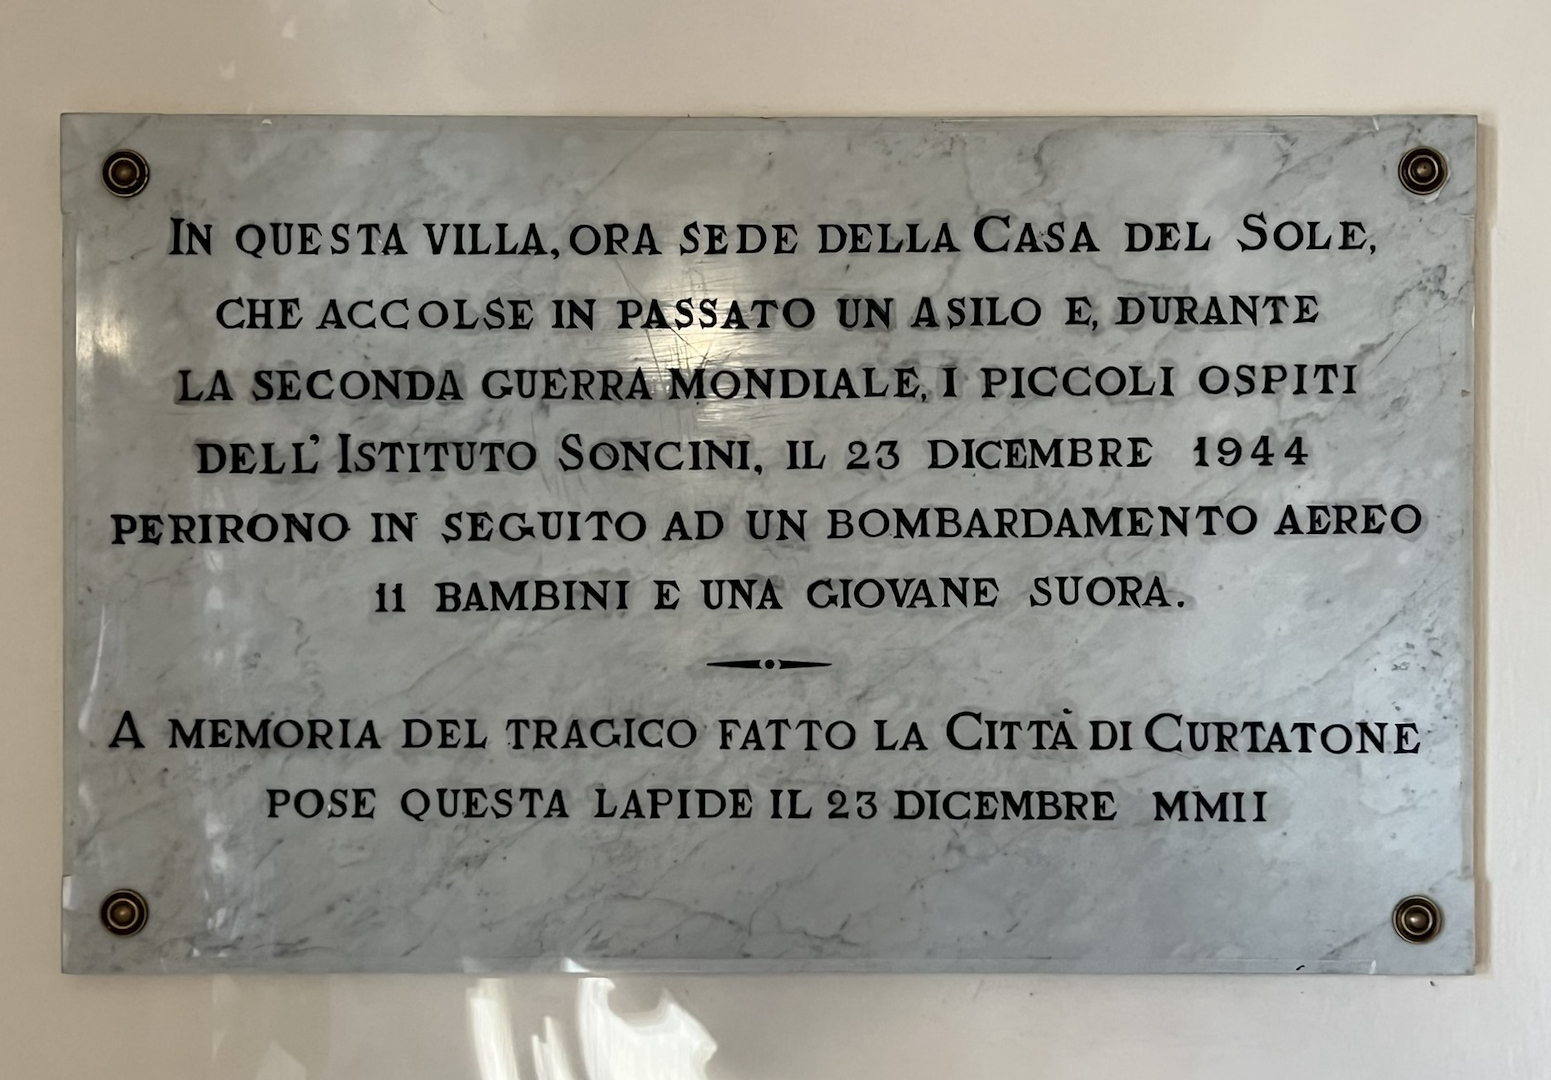 In questa villa, ora sede della Casa del Sole,
che accolse in passato un asilo e, durante
la seconda guerra mondiale, i piccoli ospiti
dell' Istituto Soncini, il 23 dicembre 1944
perirono in seguito ad un bombardamento aereo
11 bambini e una giovane suora.
A memoria del tragico fatto la Città di Curtatone
pose questa lapide il 23 dicembre MMII